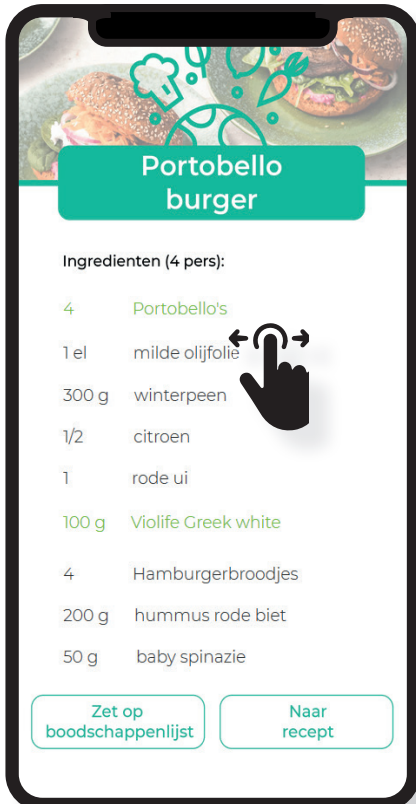 Portobello
burger
Ingredienten (4 pers):
4 Portobello's
1 el milde olijfolie
300 g winterpeen
1/2 citroen
1 rode ui
100 g Violife Greek white
4 Hamburgerbroodjes
200 g hummus rode biet
50 g baby spinazie
Zet op
boodschappenlijst
Naar
recept